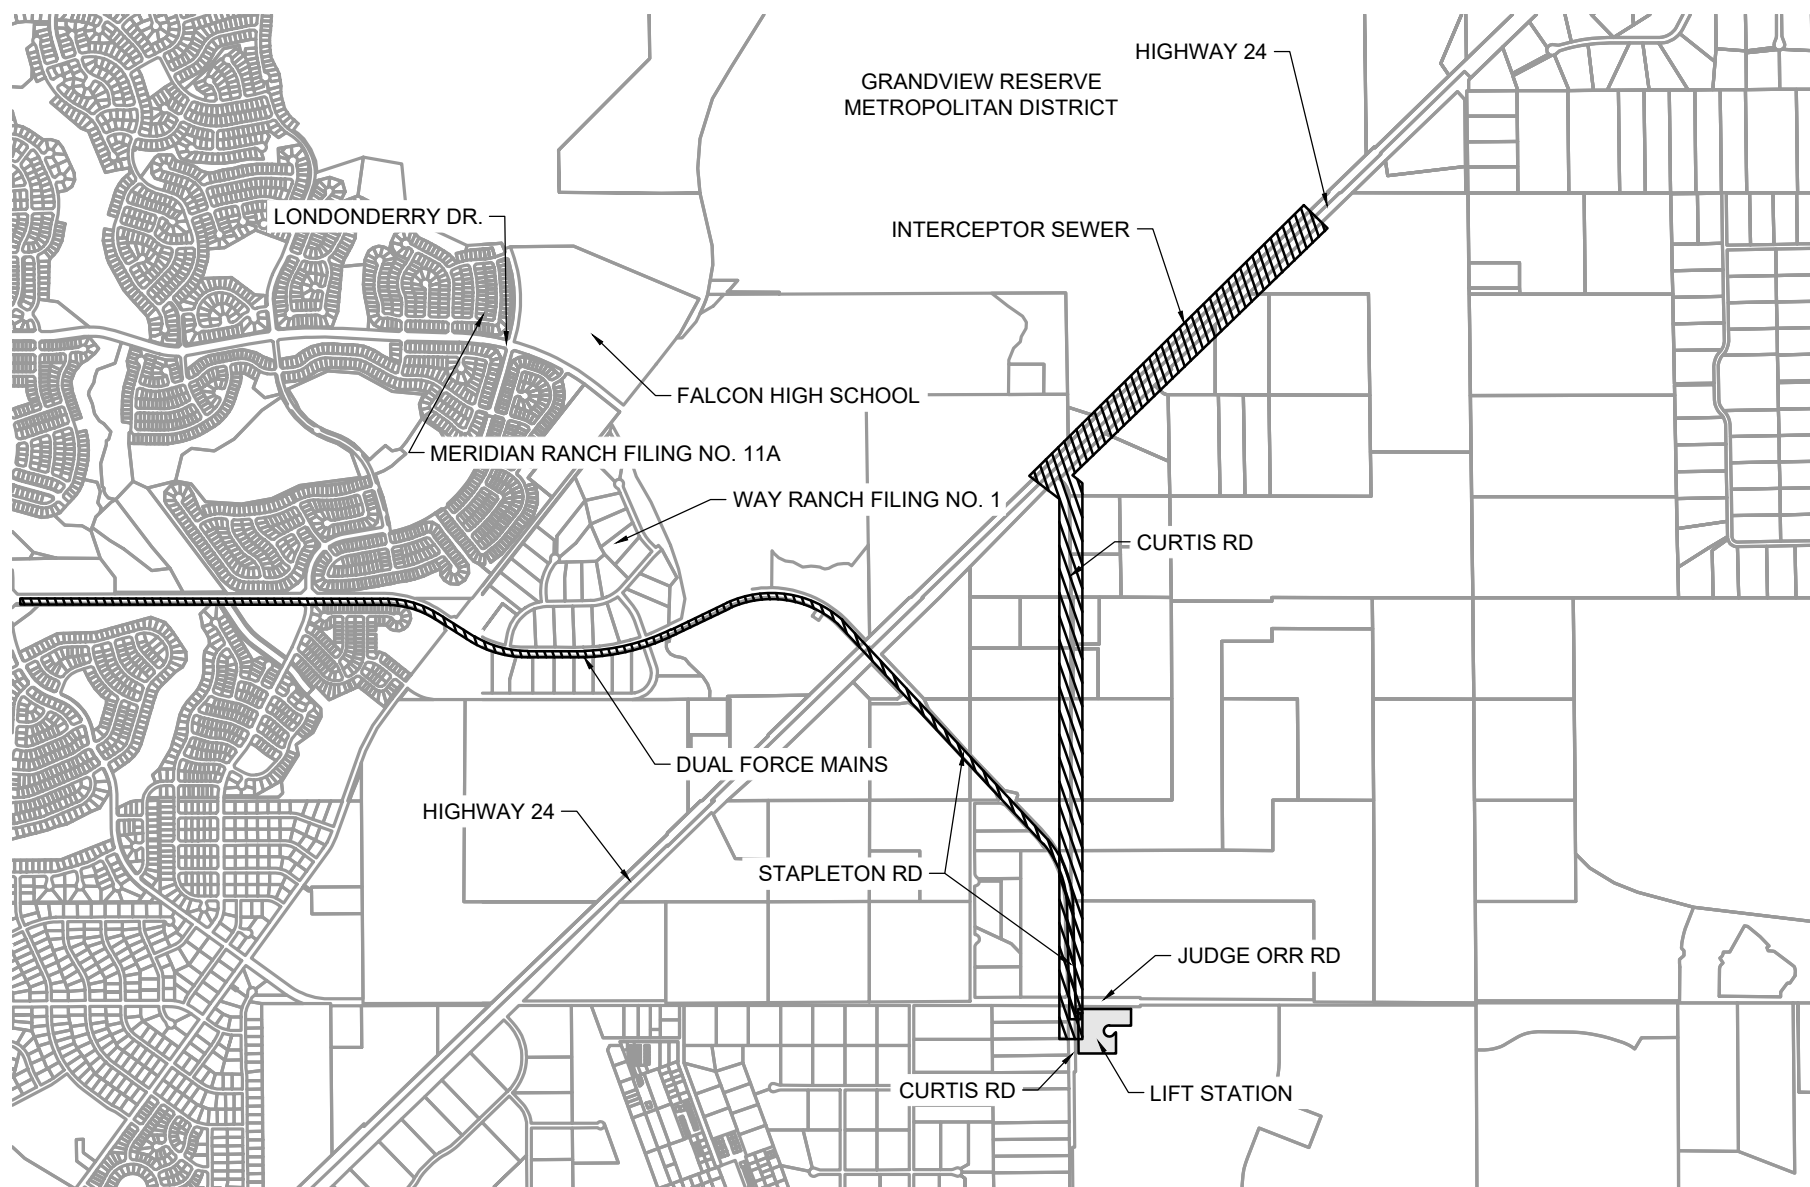 HIGHWAY 24
GRANDVIEW RESERVE
METROPOLITAN DISTRICT
LONDONDERRY DR.
INTERCEPTOR SEWER
FALCON HIGH SCHOOL
MERIDIAN RANCH FILING NO. 11A
WAY RANCH FILING NO. 1
CURTIS RD
DUAL FORCE MAINS
HIGHWAY 24
STAPLETON RD
JUDGE ORR RD
CURTIS RD
LIFT STATION